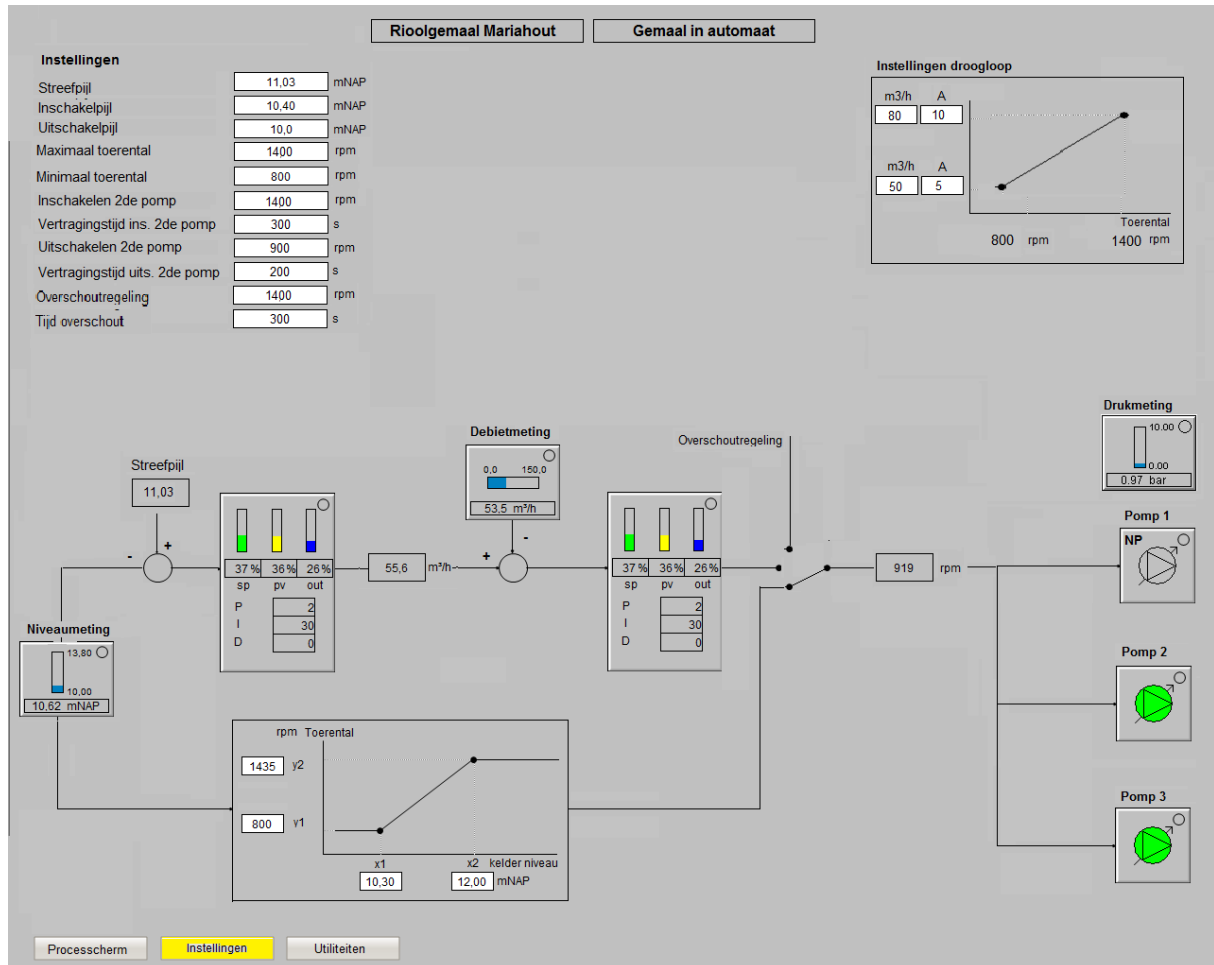 Rioolgemaal Mariahout
Gemaal in automaat
Instellingen
Streefpijl 11,03 mNAP
Inschakelpijl 10,40 mNAP
Uitschakelpijl 10,0 mNAP
Maximaal toerental 1400 rpm
Minimaal toerental 800 rpm
Inschakelen 2de pomp 1400 rpm
Vertragingstijd ins. 2de pomp 300 s
Uitschakelen 2de pomp 900 rpm
Vertragingstijd uits. 2de pomp 200 s
Overschoutregeling 1400 rpm
Tijd overschout 300 s
Instellingen droogloop
m3/h A
80 10
m3/h A
50 5
Toerental
800 rpm 1400 rpm
Drukmeting
10.00
0.00
0.97 bar
Debietmeting
0,0 150,0
53,5 m³/h
Overschoutregeling
Streefpijl
11,03
- +
37 % 36 % 26 %
sp pv out
P 2
I 30
D 0
55,6 m³/h
+ -
37 % 36 % 26 %
sp pv out
P 2
I 30
D 0
919 rpm
Pomp 1
NP
Pomp 2
Pomp 3
Niveaumeting
13,80
10,00
10,62 mNAP
rpm Toerental
1435 y2
800 y1
x1 x2 kelder niveau
10,30 12,00 mNAP
Processcherm Instellingen Utiliteiten